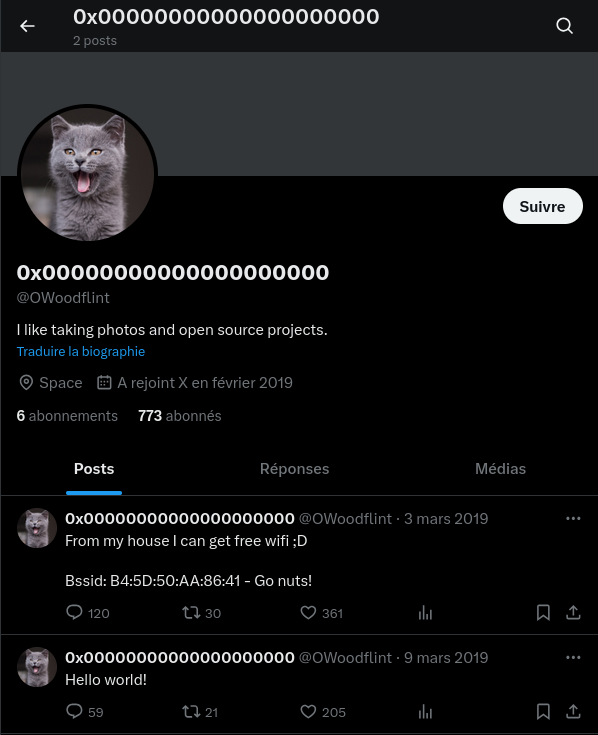 0x00000000000000000000
2 posts
Suivre
0x00000000000000000000
@OWoodflint
I like taking photos and open source projects.
Traduire la biographie
Space A rejoint X en février 2019
6 abonnements 773 abonnés
Posts Réponses Médias
0x00000000000000000000 @OWoodflint · 3 mars 2019
From my house I can get free wifi ;D
Bssid: B4:5D:50:AA:86:41 - Go nuts!
120 30 361
0x00000000000000000000 @OWoodflint · 9 mars 2019
Hello world!
59 21 205